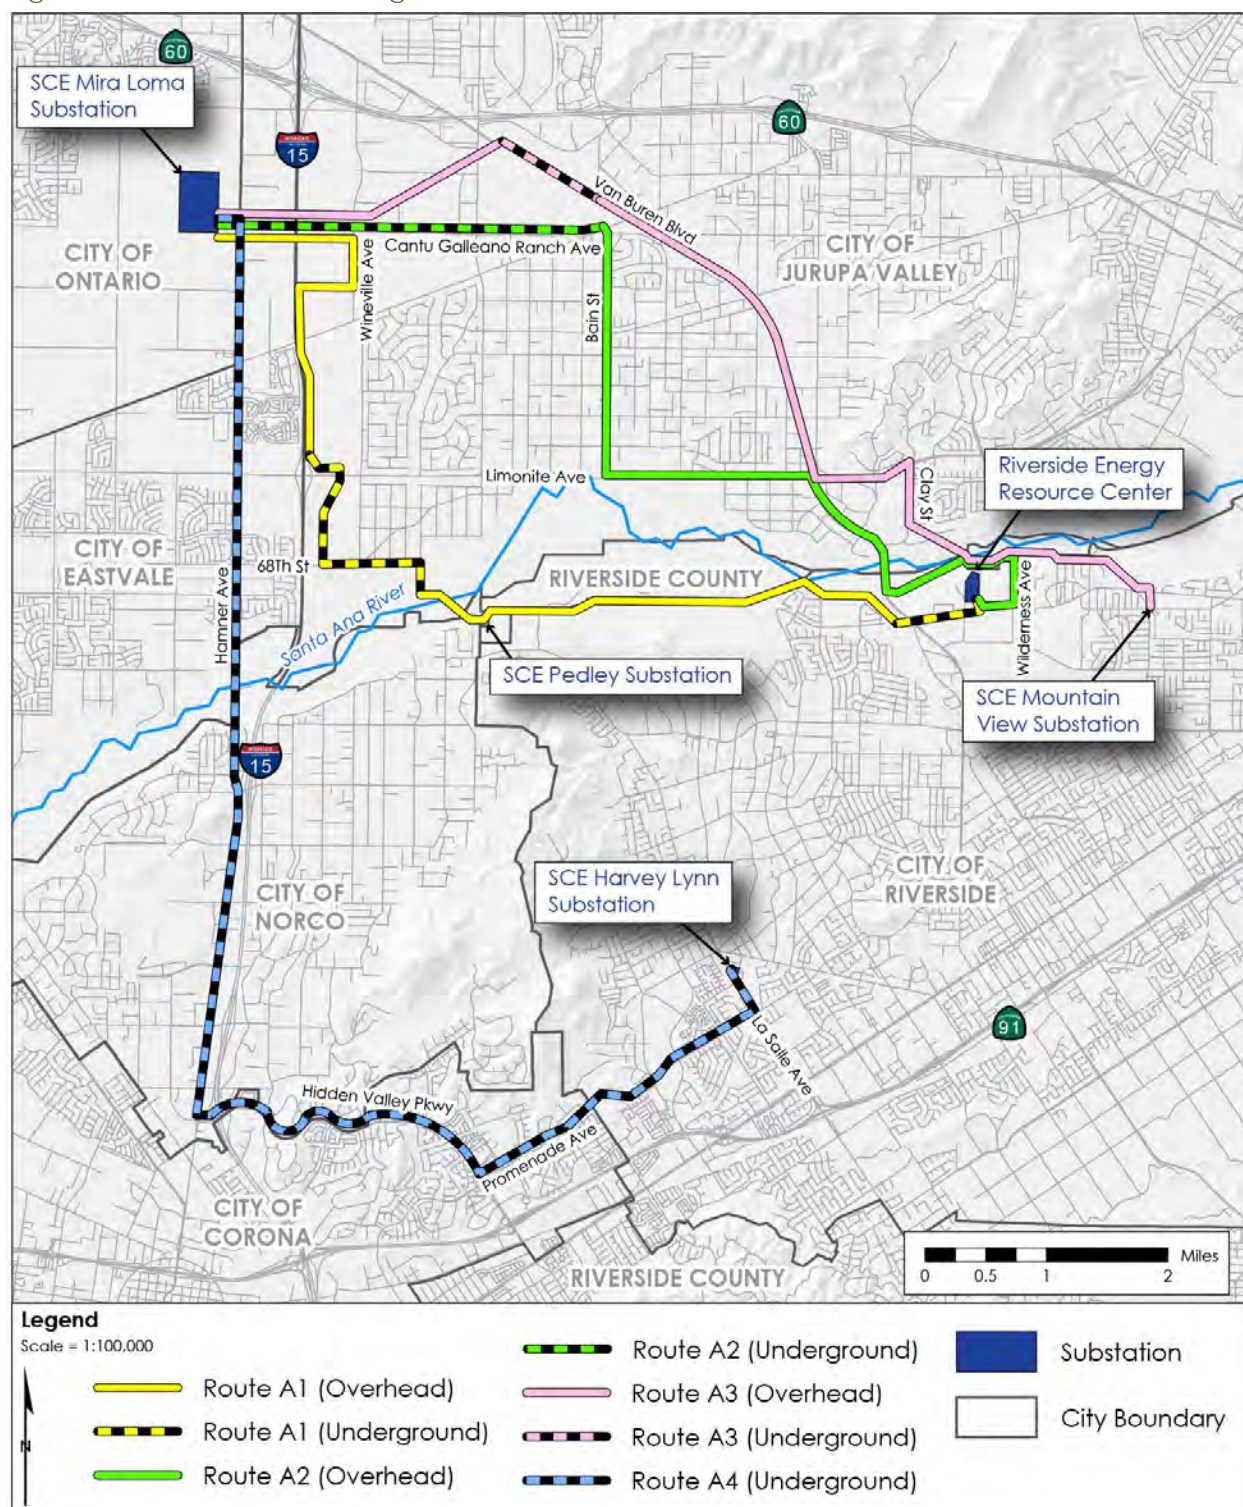 60
SCE Mira Loma
Substation
60
INTERSTATE
15
Van Buren Blvd
CITY OF
ONTARIO
Wineville Ave
Cantu Galleano Ranch Ave
CITY OF
JURUPA VALLEY
Bain St
Limonite Ave
Clay St
Riverside Energy
Resource Center
CITY OF
EASTVALE
68Th St
RIVERSIDE COUNTY
Hamner Ave
Santa Ana River
Wilderness Ave
SCE Pedley Substation
SCE Mountain
View Substation
INTERSTATE
15
CITY OF
NORCO
SCE Harvey Lynn
Substation
CITY OF
RIVERSIDE
91
La Salle Ave
Hidden Valley Pkwy
Promenade Ave
CITY OF
CORONA
RIVERSIDE COUNTY
Miles
0 0.5 1 2
Legend
Scale = 1:100,000
N
Route A1 (Overhead)
Route A1 (Underground)
Route A2 (Overhead)
Route A2 (Underground)
Route A3 (Overhead)
Route A3 (Underground)
Route A4 (Underground)
Substation
City Boundary